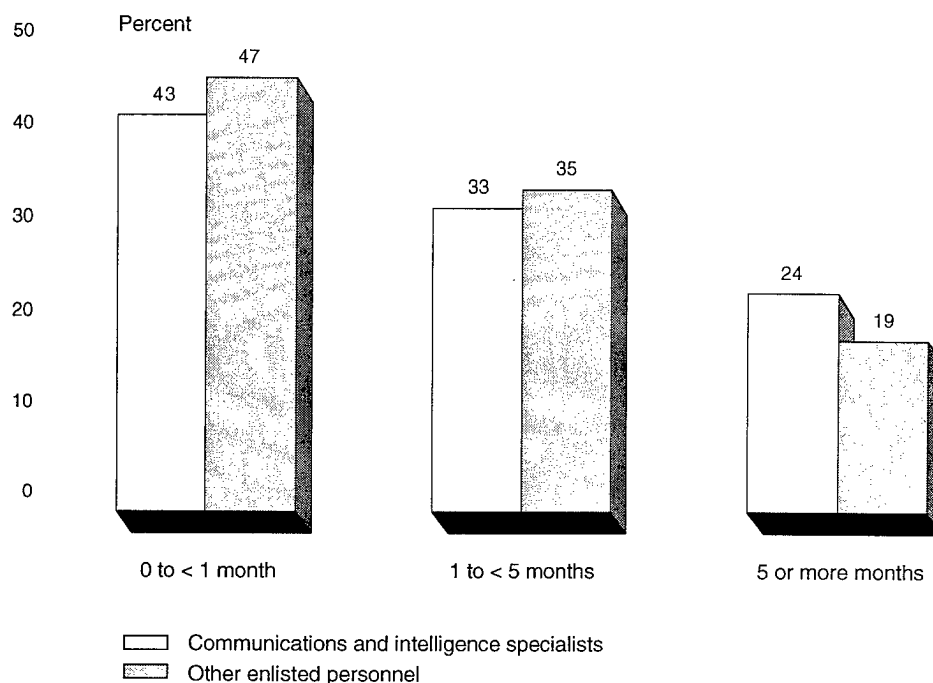 50
Percent
47
43
40
35
33
30
24
20
19
10
0
0 to < 1 month
1 to < 5 months
5 or more months
Communications and intelligence specialists
Other enlisted personnel